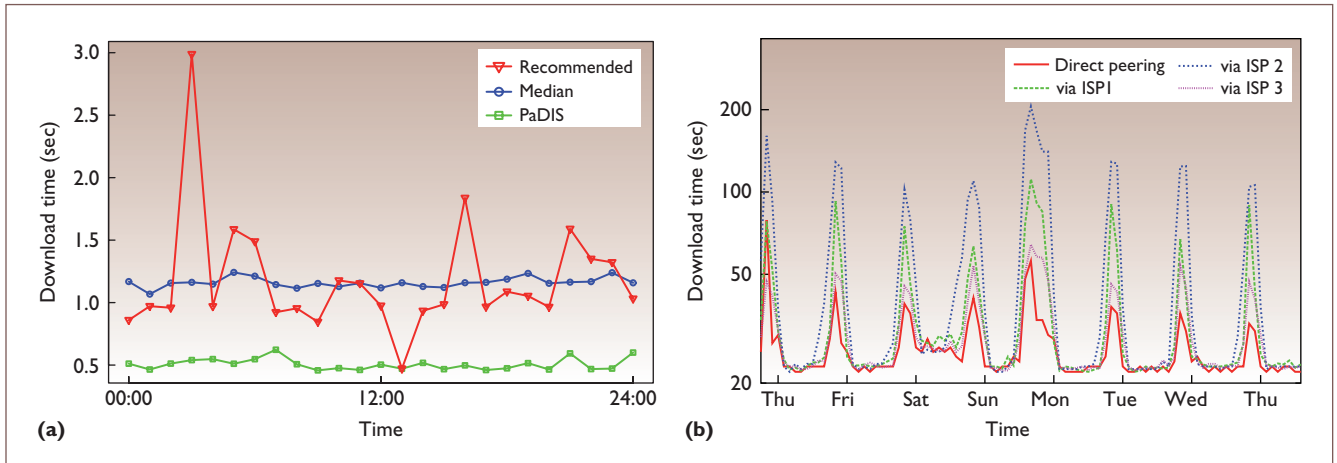 3.0
2.5
2.0
1.5
1.0
0.5
Download time (sec)
Recommended
Median
PaDIS
00:00 12:00 24:00
Time
(a)
200
100
50
20
Download time (sec)
Direct peering
via ISP1
via ISP 2
via ISP 3
Thu Fri Sat Sun Mon Tue Wed Thu
Time
(b)